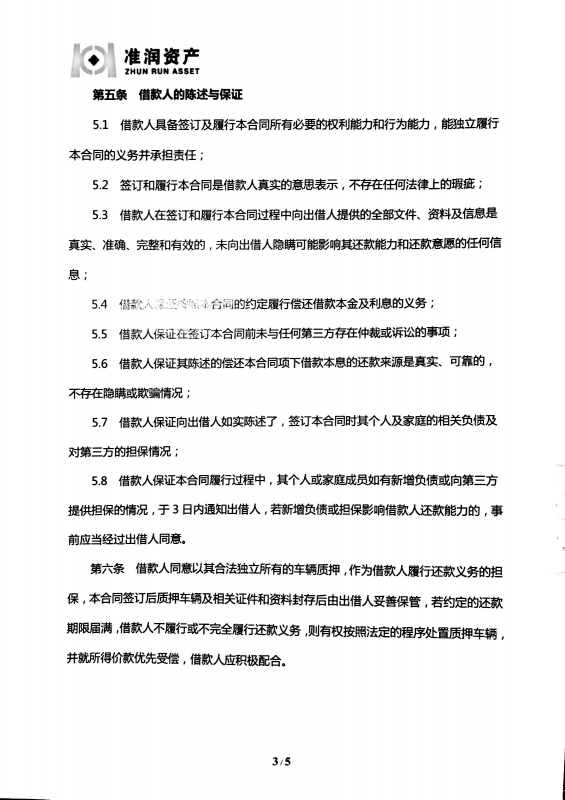 准润资产
ZHUN RUN ASSET
第五条 借款人的陈述与保证
5.1 借款人具备签订及履行本合同所有必要的权利能力和行为能力，能独立履行
本合同的义务并承担责任；
5.2 签订和履行本合同是借款人真实的意思表示，不存在任何法律上的瑕疵；
5.3 借款人在签订和履行本合同过程中向出借人提供的全部文件、资料及信息是
真实、准确、完整和有效的，未向出借人隐瞒可能影响其还款能力和还款意愿的任何信
息；
5.4 借款人合同的约定履行偿还借款本金及利息的义务；
5.5 借款人保证在签订本合同前未与任何第三方存在仲裁或诉讼的事项；
5.6 借款人保证其陈述的偿还本合同项下借款本息的还款来源是真实、可靠的，
不存在隐瞒或欺骗情况；
5.7 借款人保证向出借人如实陈述了，签订本合同时其个人及家庭的相关负债及
对第三方的担保情况；
5.8 借款人保证本合同履行过程中，其个人或家庭成员如有新增负债或向第三方
提供担保的情况，于3日内通知出借人，若新增负债或担保影响借款人还款能力的，事
前应当经过出借人同意。
第六条 借款人同意以其合法独立所有的车辆质押，作为借款人履行还款义务的担
保，本合同签订后质押车辆及相关证件和资料封存后由出借人妥善保管，若约定的还款
期限届满，借款人不履行或不完全履行还款义务，则有权按照法定的程序处置质押车辆，
并就所得价款优先受偿，借款人应积极配合。
3/5